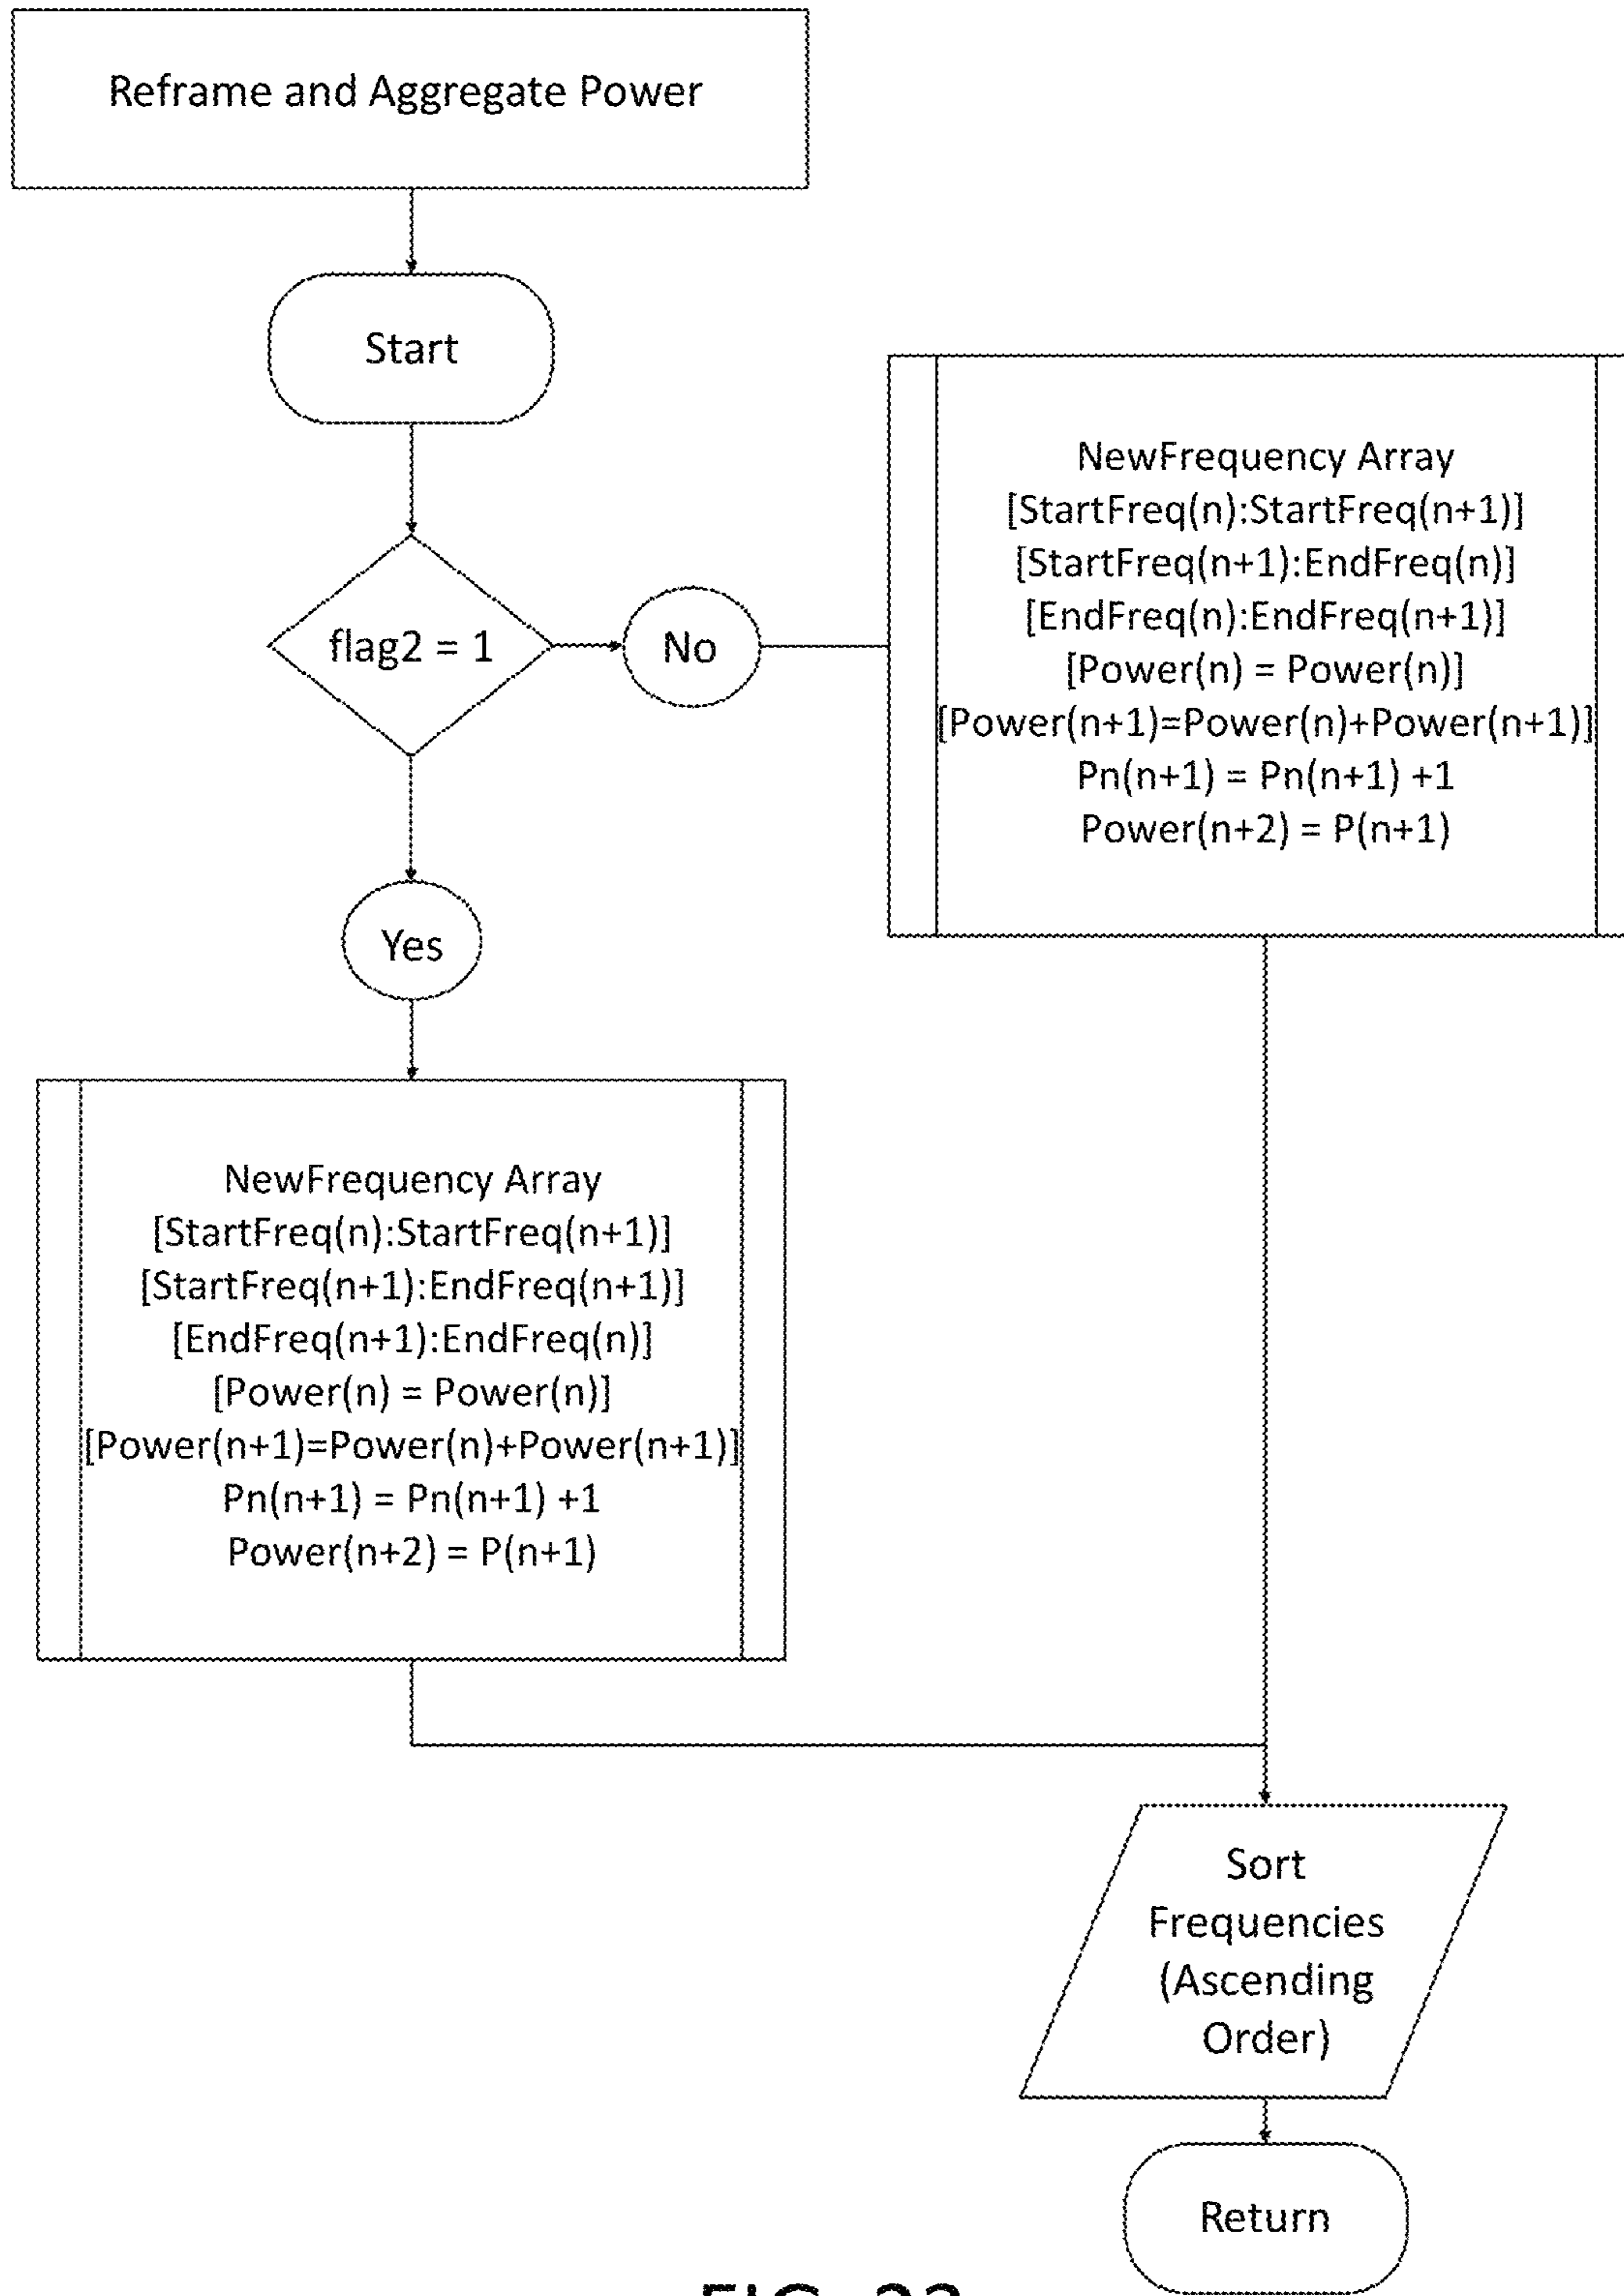 Reframe and Aggregate Power
Start
flag2 = 1
No
NewFrequency Array
[StartFreq(n):StartFreq(n+1)]
[StartFreq(n+1):EndFreq(n)]
[EndFreq(n):EndFreq(n+1)]
[Power(n) = Power(n)]
[Power(n+1)=Power(n)+Power(n+1)]
Pn(n+1) = Pn(n+1) +1
Power(n+2) = P(n+1)
Yes
NewFrequency Array
[StartFreq(n):StartFreq(n+1)]
[StartFreq(n+1):EndFreq(n+1)]
[EndFreq(n+1):EndFreq(n)]
[Power(n) = Power(n)]
[Power(n+1)=Power(n)+Power(n+1)]
Pn(n+1) = Pn(n+1) +1
Power(n+2) = P(n+1)
Sort
Frequencies
(Ascending
Order)
Return